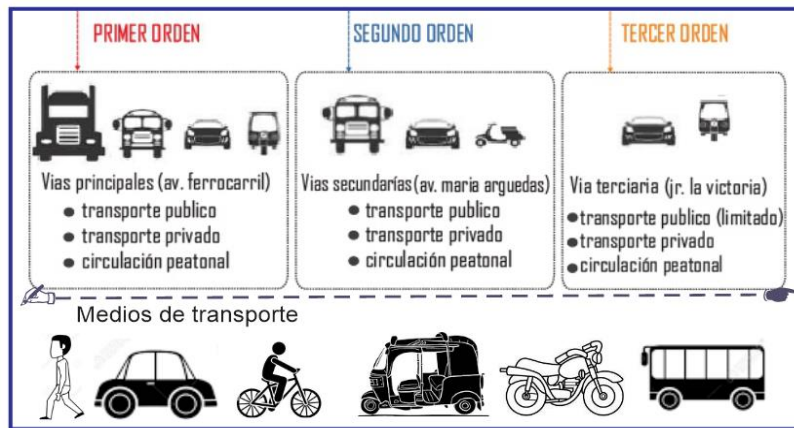 PRIMER ORDEN
SEGUNDO ORDEN
TERCER ORDEN
Vias principales (av. ferrocarril)
● transporte publico
● transporte privado
● circulación peatonal
Vias secundarías (av. maria arguedas)
● transporte publico
● transporte privado
● circulación peatonal
Via terciaria (jr. la victoria)
● transporte publico (limitado)
● transporte privado
● circulación peatonal
Medios de transporte